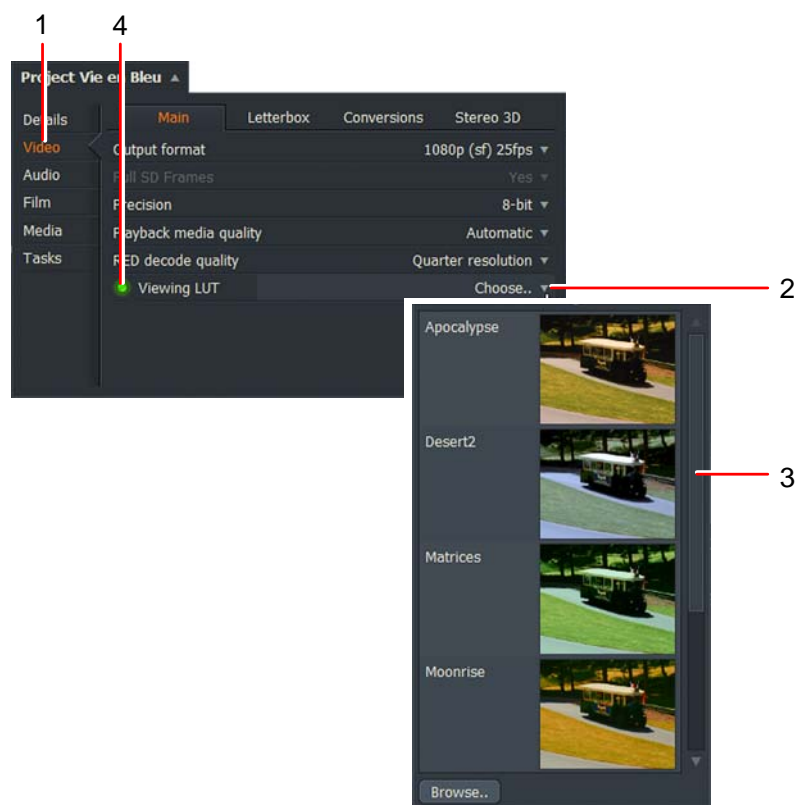 1 4
Project Vie en Bleu
Details
Main Letterbox Conversions Stereo 3D
Video
Output format 1080p (sf) 25fps
Audio
Full SD Frames Yes
Film
Precision 8-bit
Media
Playback media quality Automatic
Tasks
RED decode quality Quarter resolution
Viewing LUT Choose.. 2
Apocalypse
Desert2
3
Matrices
Moonrise
Browse..